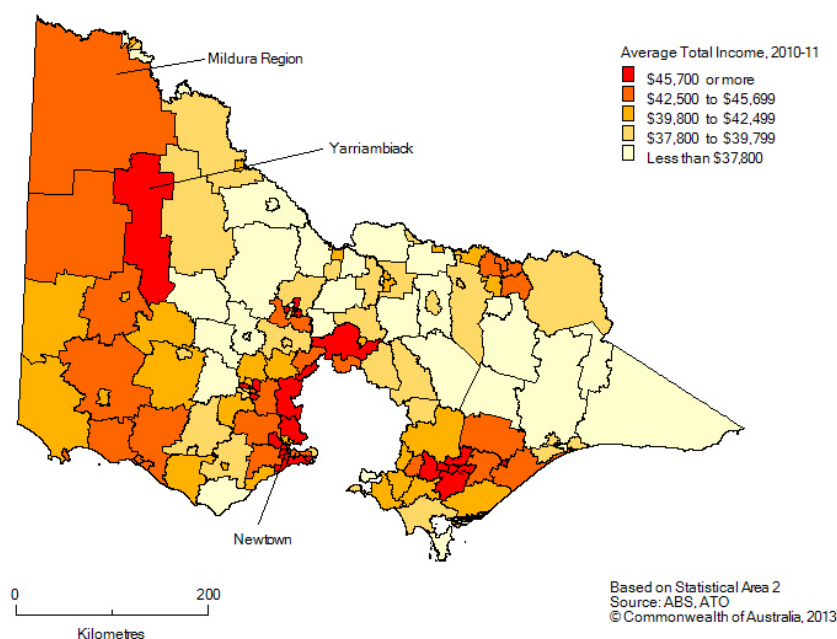 Mildura Region
Yarriambiack
Newtown
Average Total Income, 2010-11
$45,700 or more
$42,500 to $45,699
$39,800 to $42,499
$37,800 to $39,799
Less than $37,800
0 200
Kilometres
Based on Statistical Area 2
Source: ABS, ATO
© Commonwealth of Australia, 2013